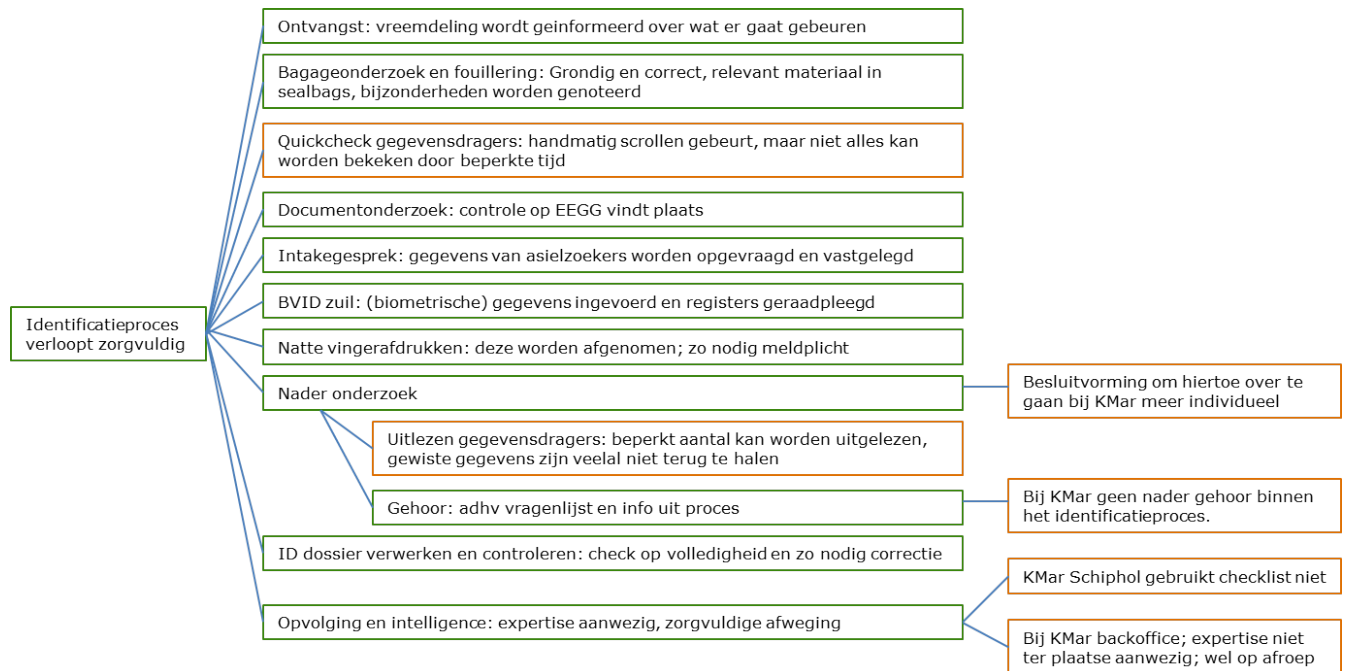 Ontvangst: vreemdeling wordt geinformeerd over wat er gaat gebeuren
Bagageonderzoek en fouillering: Grondig en correct, relevant materiaal in
sealbags, bijzonderheden worden genoteerd
Quickcheck gegevensdragers: handmatig scrollen gebeurt, maar niet alles kan
worden bekeken door beperkte tijd
Documentonderzoek: controle op EEGG vindt plaats
Intakegesprek: gegevens van asielzoekers worden opgevraagd en vastgelegd
BVID zuil: (biometrische) gegevens ingevoerd en registers geraadpleegd
Identificatieproces
verloopt zorgvuldig
Natte vingerafdrukken: deze worden afgenomen; zo nodig meldplicht
Nader onderzoek
Besluitvorming om hiertoe over te
gaan bij KMar meer individueel
Uitlezen gegevensdragers: beperkt aantal kan worden uitgelezen,
gewiste gegevens zijn veelal niet terug te halen
Gehoor: adhv vragenlijst en info uit proces
Bij KMar geen nader gehoor binnen
het identificatieproces.
ID dossier verwerken en controleren: check op volledigheid en zo nodig correctie
Opvolging en intelligence: expertise aanwezig, zorgvuldige afweging
KMar Schiphol gebruikt checklist niet
Bij KMar backoffice; expertise niet
ter plaatse aanwezig; wel op afroep